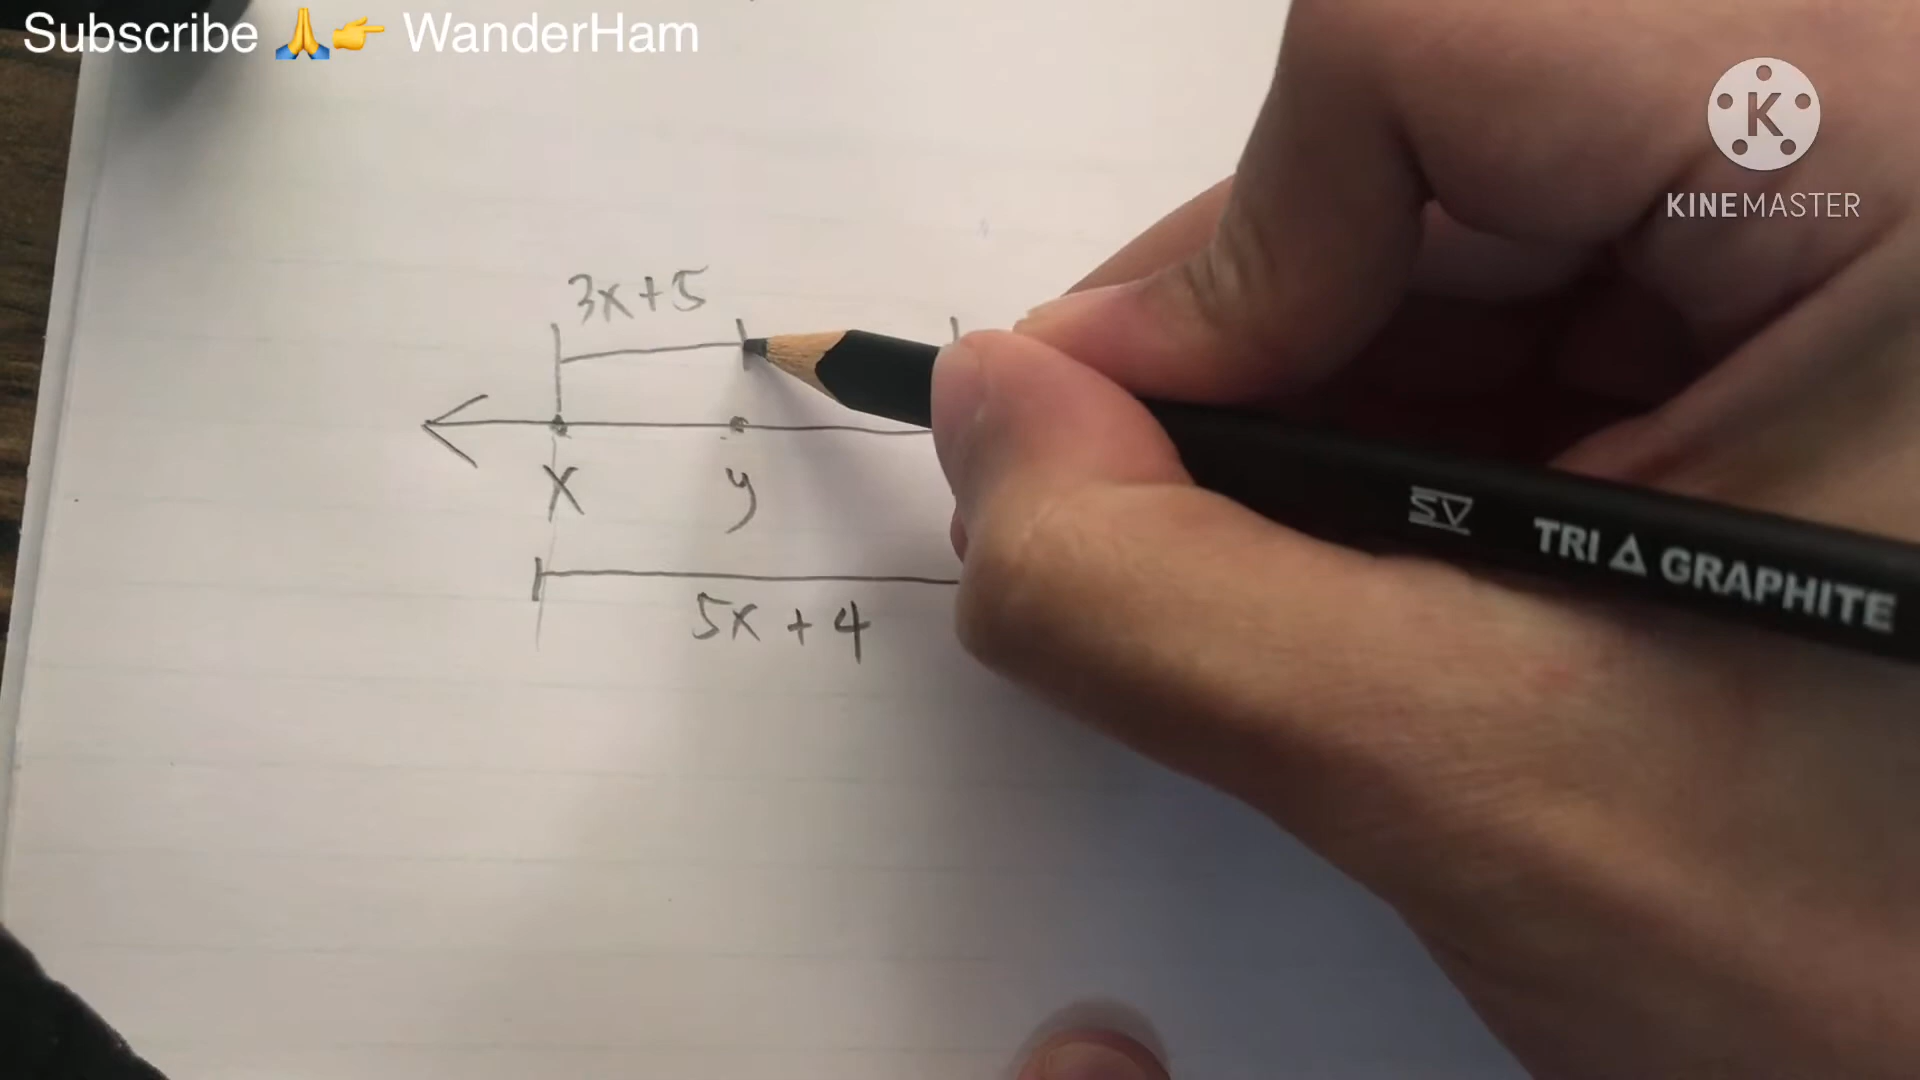 Subscribe 🙏👉 WanderHam
K
KINEMASTER
3x+5
x y
5x + 4
SV TRI △ GRAPHITE